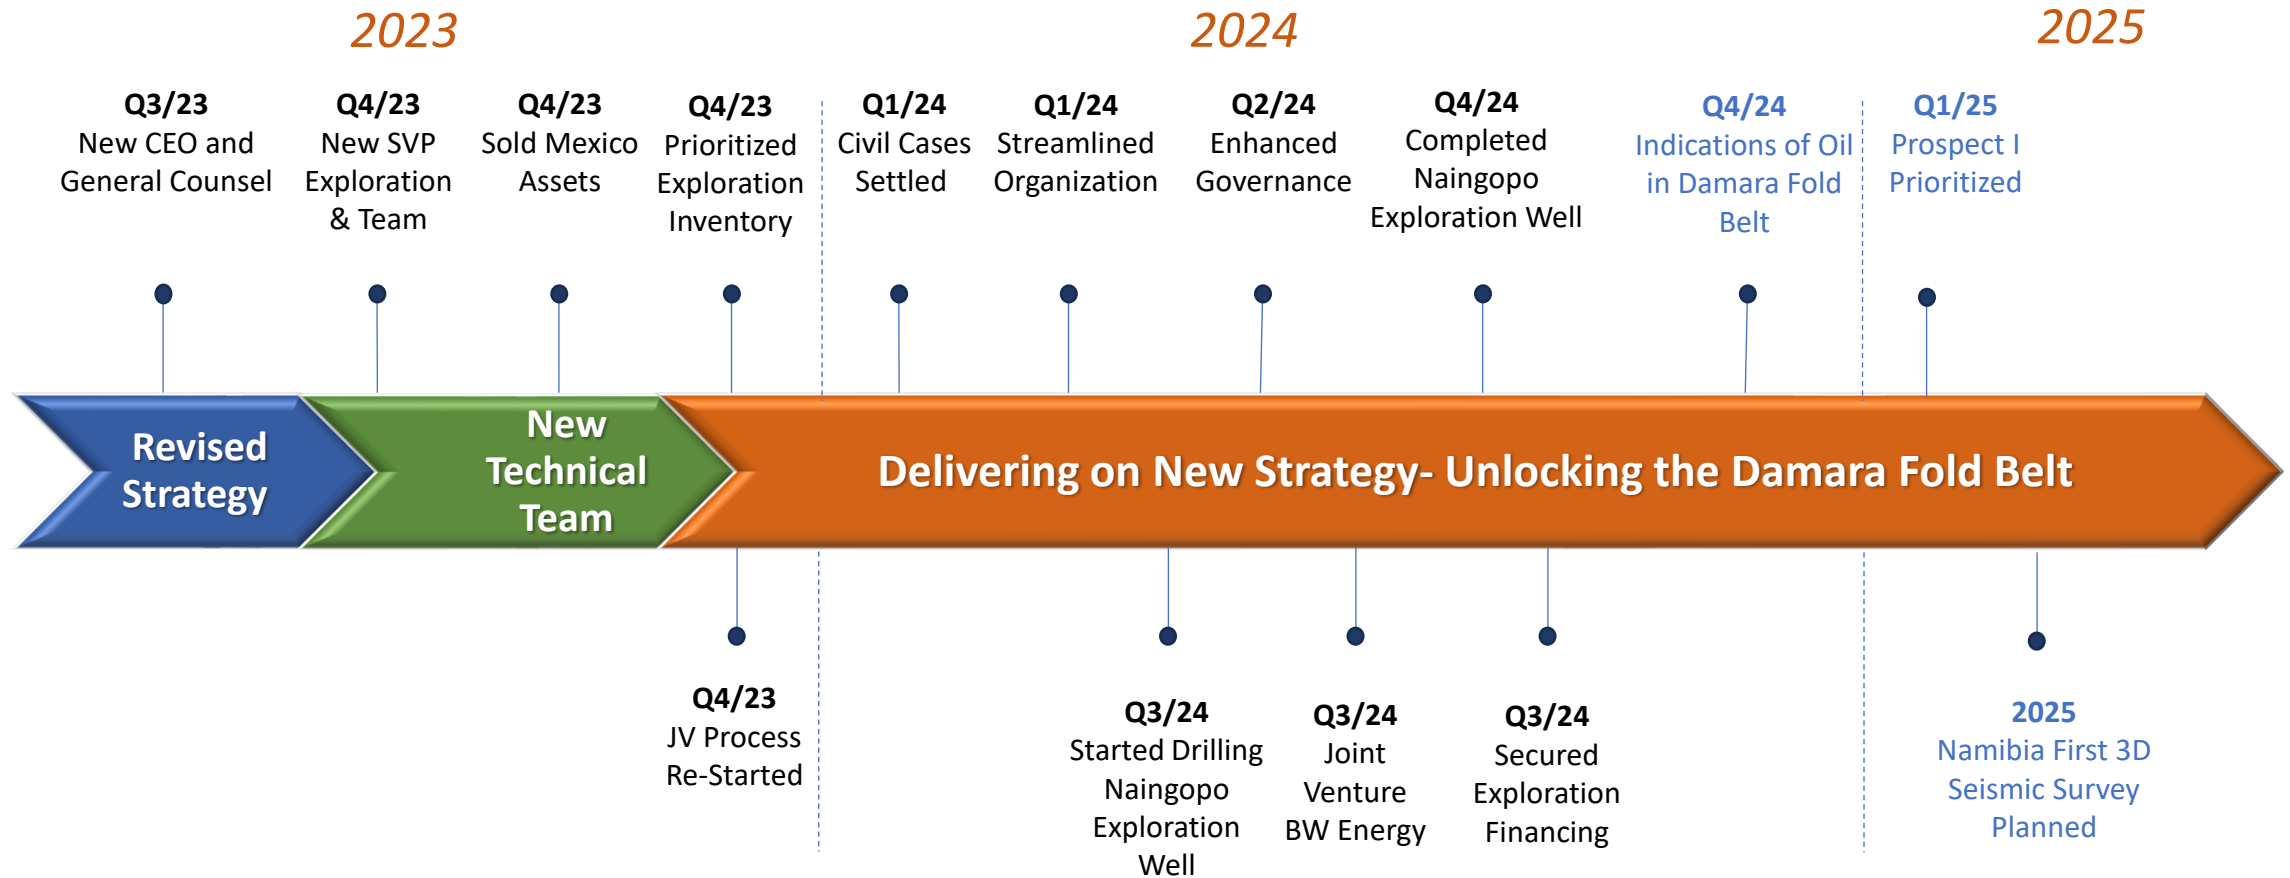 2023
2024
2025
Q3/23
New CEO and
General Counsel
Q4/23
New SVP
Exploration
& Team
Q4/23
Sold Mexico
Assets
Q4/23
Prioritized
Exploration
Inventory
Q1/24
Civil Cases
Settled
Q1/24
Streamlined
Organization
Q2/24
Enhanced
Governance
Q4/24
Completed
Naingopo
Exploration Well
Q4/24
Indications of Oil
in Damara Fold
Belt
Q1/25
Prospect I
Prioritized
Revised
Strategy
New
Technical
Team
Delivering on New Strategy- Unlocking the Damara Fold Belt
Q4/23
JV Process
Re-Started
Q3/24
Started Drilling
Naingopo
Exploration
Well
Q3/24
Joint
Venture
BW Energy
Q3/24
Secured
Exploration
Financing
2025
Namibia First 3D
Seismic Survey
Planned